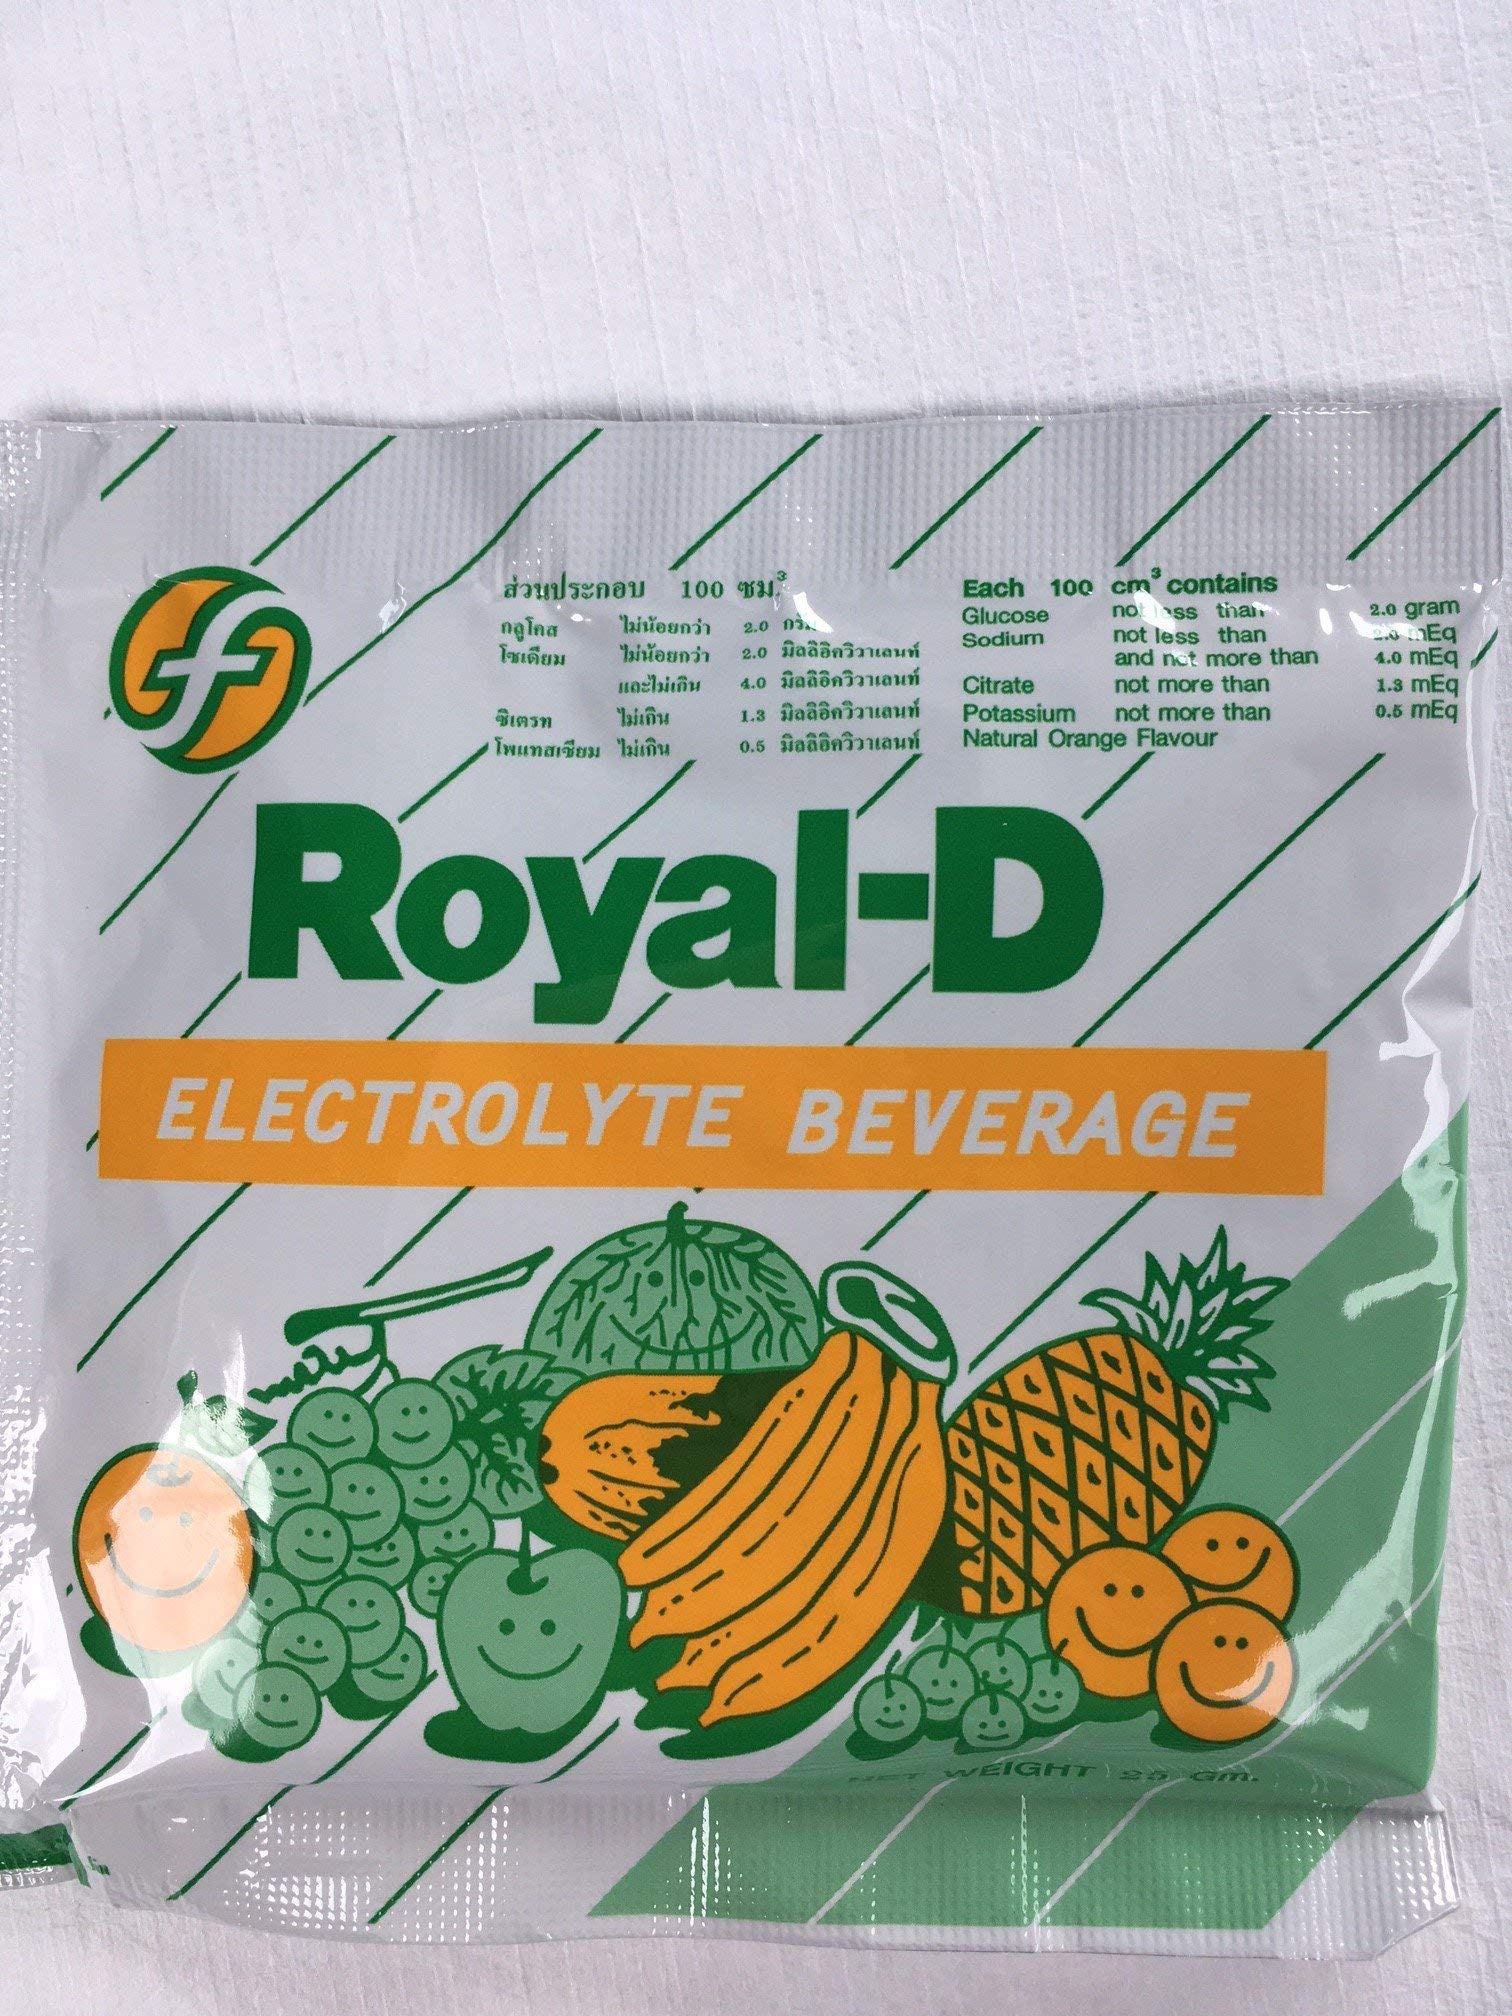 ส่วนประกอบ 100 ซม.³
กลูโคส ไม่น้อยกว่า 2.0 กรัม
โซเดียม ไม่น้อยกว่า 2.0 มิลลิอิควิวาเลนท์
และไม่เกิน 4.0 มิลลิอิควิวาเลนท์
ซิเตรท ไม่เกิน 1.3 มิลลิอิควิวาเลนท์
โพแทสเซียม ไม่เกิน 0.5 มิลลิอิควิวาเลนท์
Each 100 cm³ contains
Glucose not less than 2.0 gram
Sodium not less than 2.0 mEq
and not more than 4.0 mEq
Citrate not more than 1.3 mEq
Potassium not more than 0.5 mEq
Natural Orange Flavour
Royal-D
ELECTROLYTE BEVERAGE
NET WEIGHT 25 Gm.